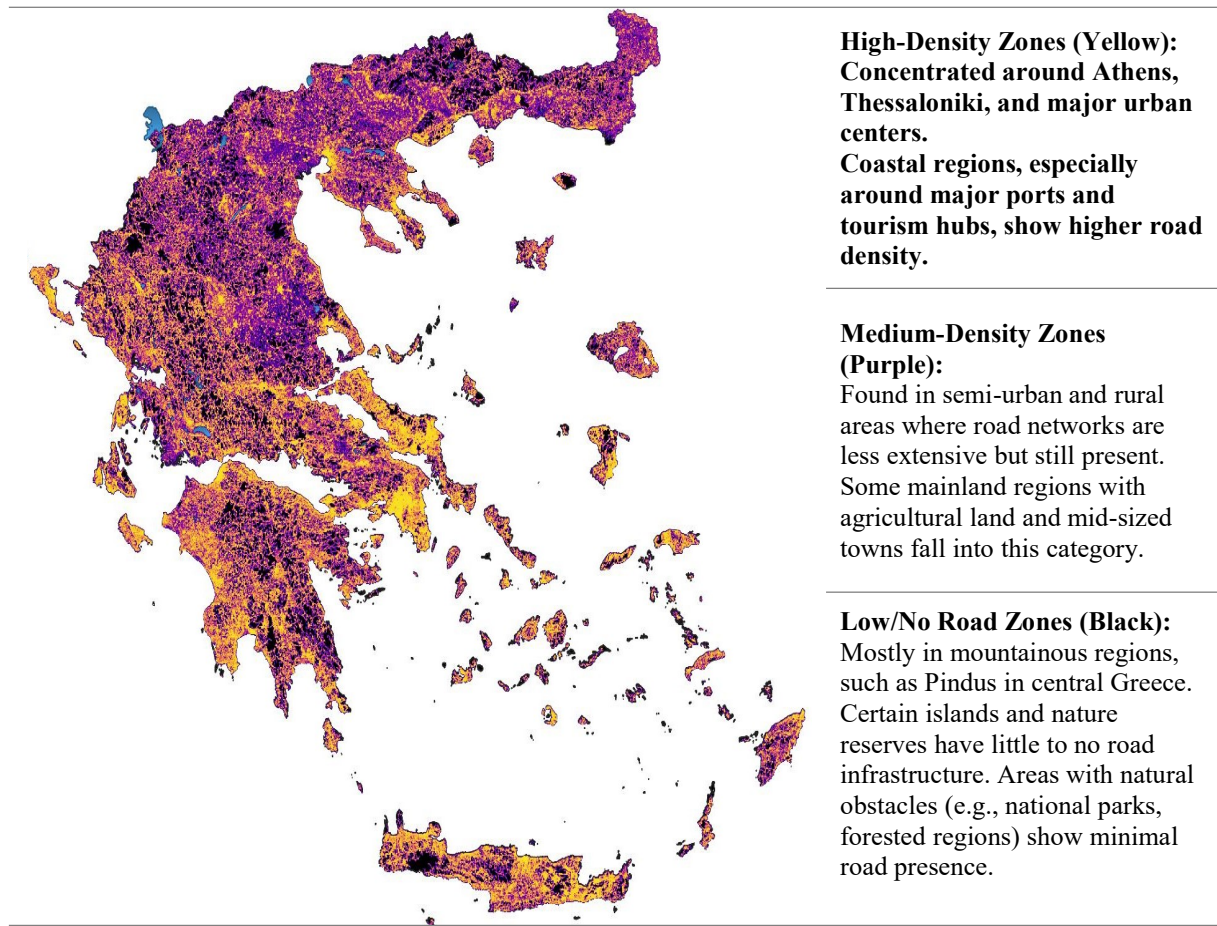 High-Density Zones (Yellow):
Concentrated around Athens,
Thessaloniki, and major urban
centers.
Coastal regions, especially
around major ports and
tourism hubs, show higher road
density.
Medium-Density Zones
(Purple):
Found in semi-urban and rural
areas where road networks are
less extensive but still present.
Some mainland regions with
agricultural land and mid-sized
towns fall into this category.
Low/No Road Zones (Black):
Mostly in mountainous regions,
such as Pindus in central Greece.
Certain islands and nature
reserves have little to no road
infrastructure. Areas with natural
obstacles (e.g., national parks,
forested regions) show minimal
road presence.